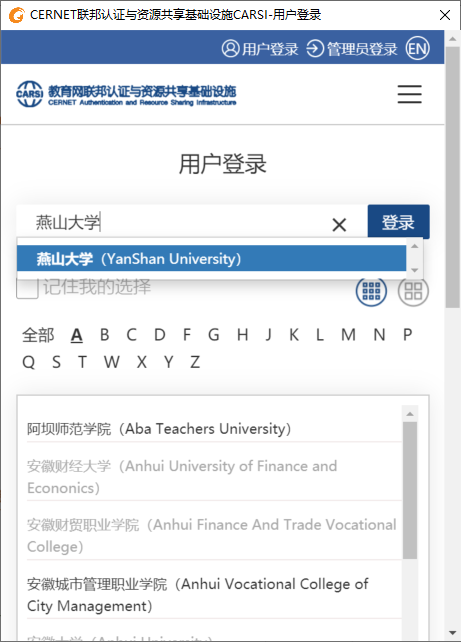 CERNET联邦认证与资源共享基础设施CARSI-用户登录
用户登录 管理员登录 EN
CARSI 教育网联邦认证与资源共享基础设施
CERNET Authentication and Resource Sharing Infrastructure
用户登录
燕山大学 登录
燕山大学（YanShan University）
记住我的选择
全部 A B C D F G H J K L M N P
Q S T W X Y Z
阿坝师范学院（Aba Teachers University）
安徽财经大学（Anhui University of Finance and
Econonics）
安徽财贸职业学院（Anhui Finance And Trade Vocational
College）
安徽城市管理职业学院（Anhui Vocational College of
City Management）
安徽大学（Anhui University）